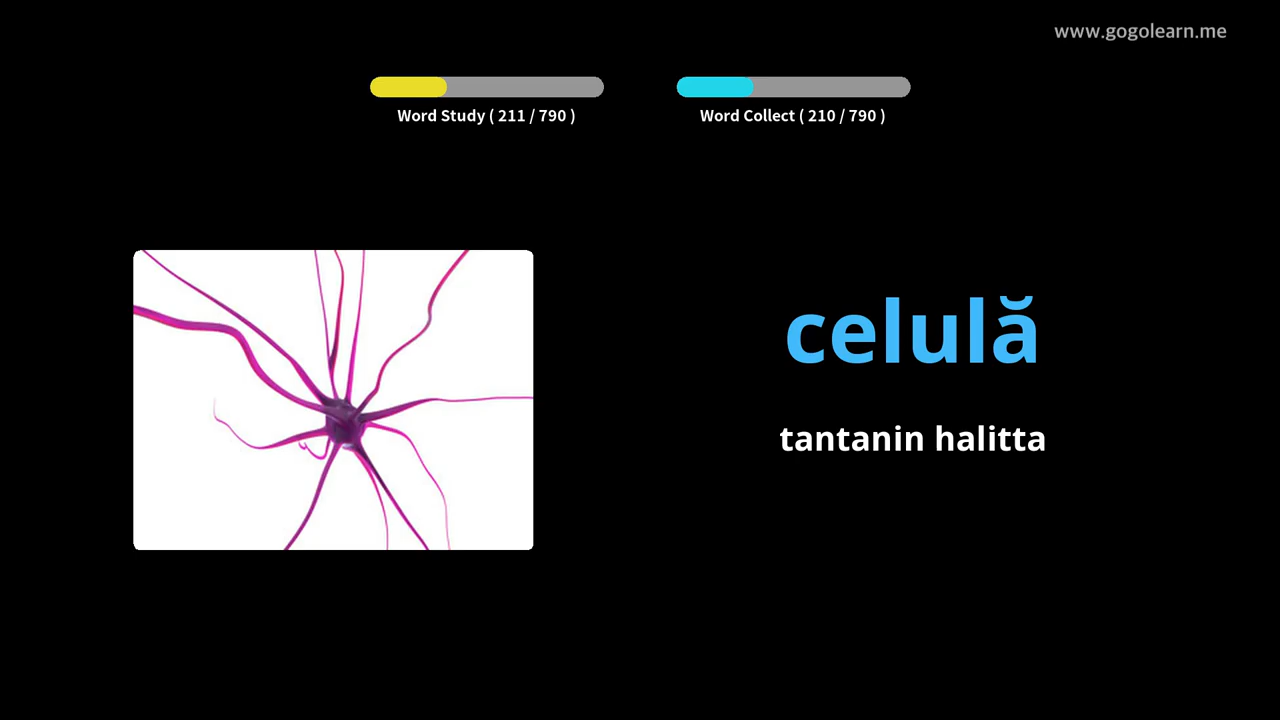 www.gogolearn.me
Word Study ( 211 / 790 )
Word Collect ( 210 / 790 )
celulă
tantanin halitta